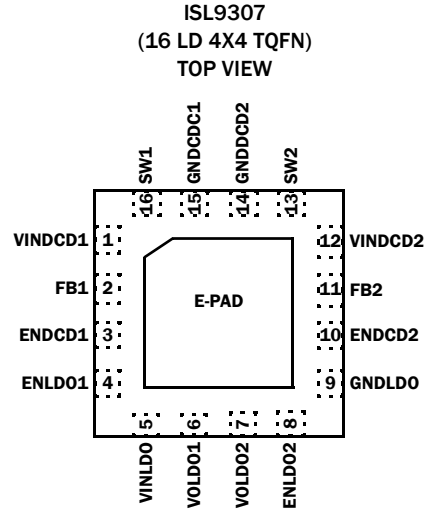 ISL9307
(16 LD 4X4 TQFN)
TOP VIEW
SW1
GNDCDC1
GNDDCD2
SW2
16
15
14
13
VINDCD1 1
12 VINDCD2
FB1 2
11 FB2
E-PAD
ENDCD1 3
10 ENDCD2
ENLDO1 4
9 GNDLDO
5
6
7
8
VINLDO
VOLDO1
VOLDO2
ENLDO2